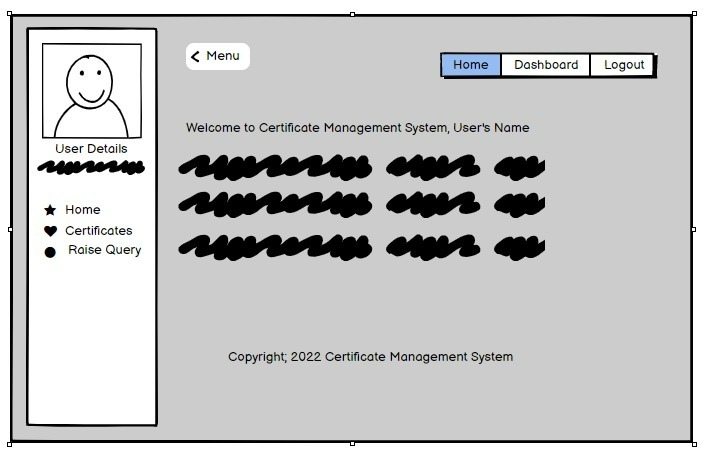 Menu
Home Dashboard Logout
User Details
Home
Certificates
Raise Query
Welcome to Certificate Management System, User's Name
Copyright; 2022 Certificate Management System